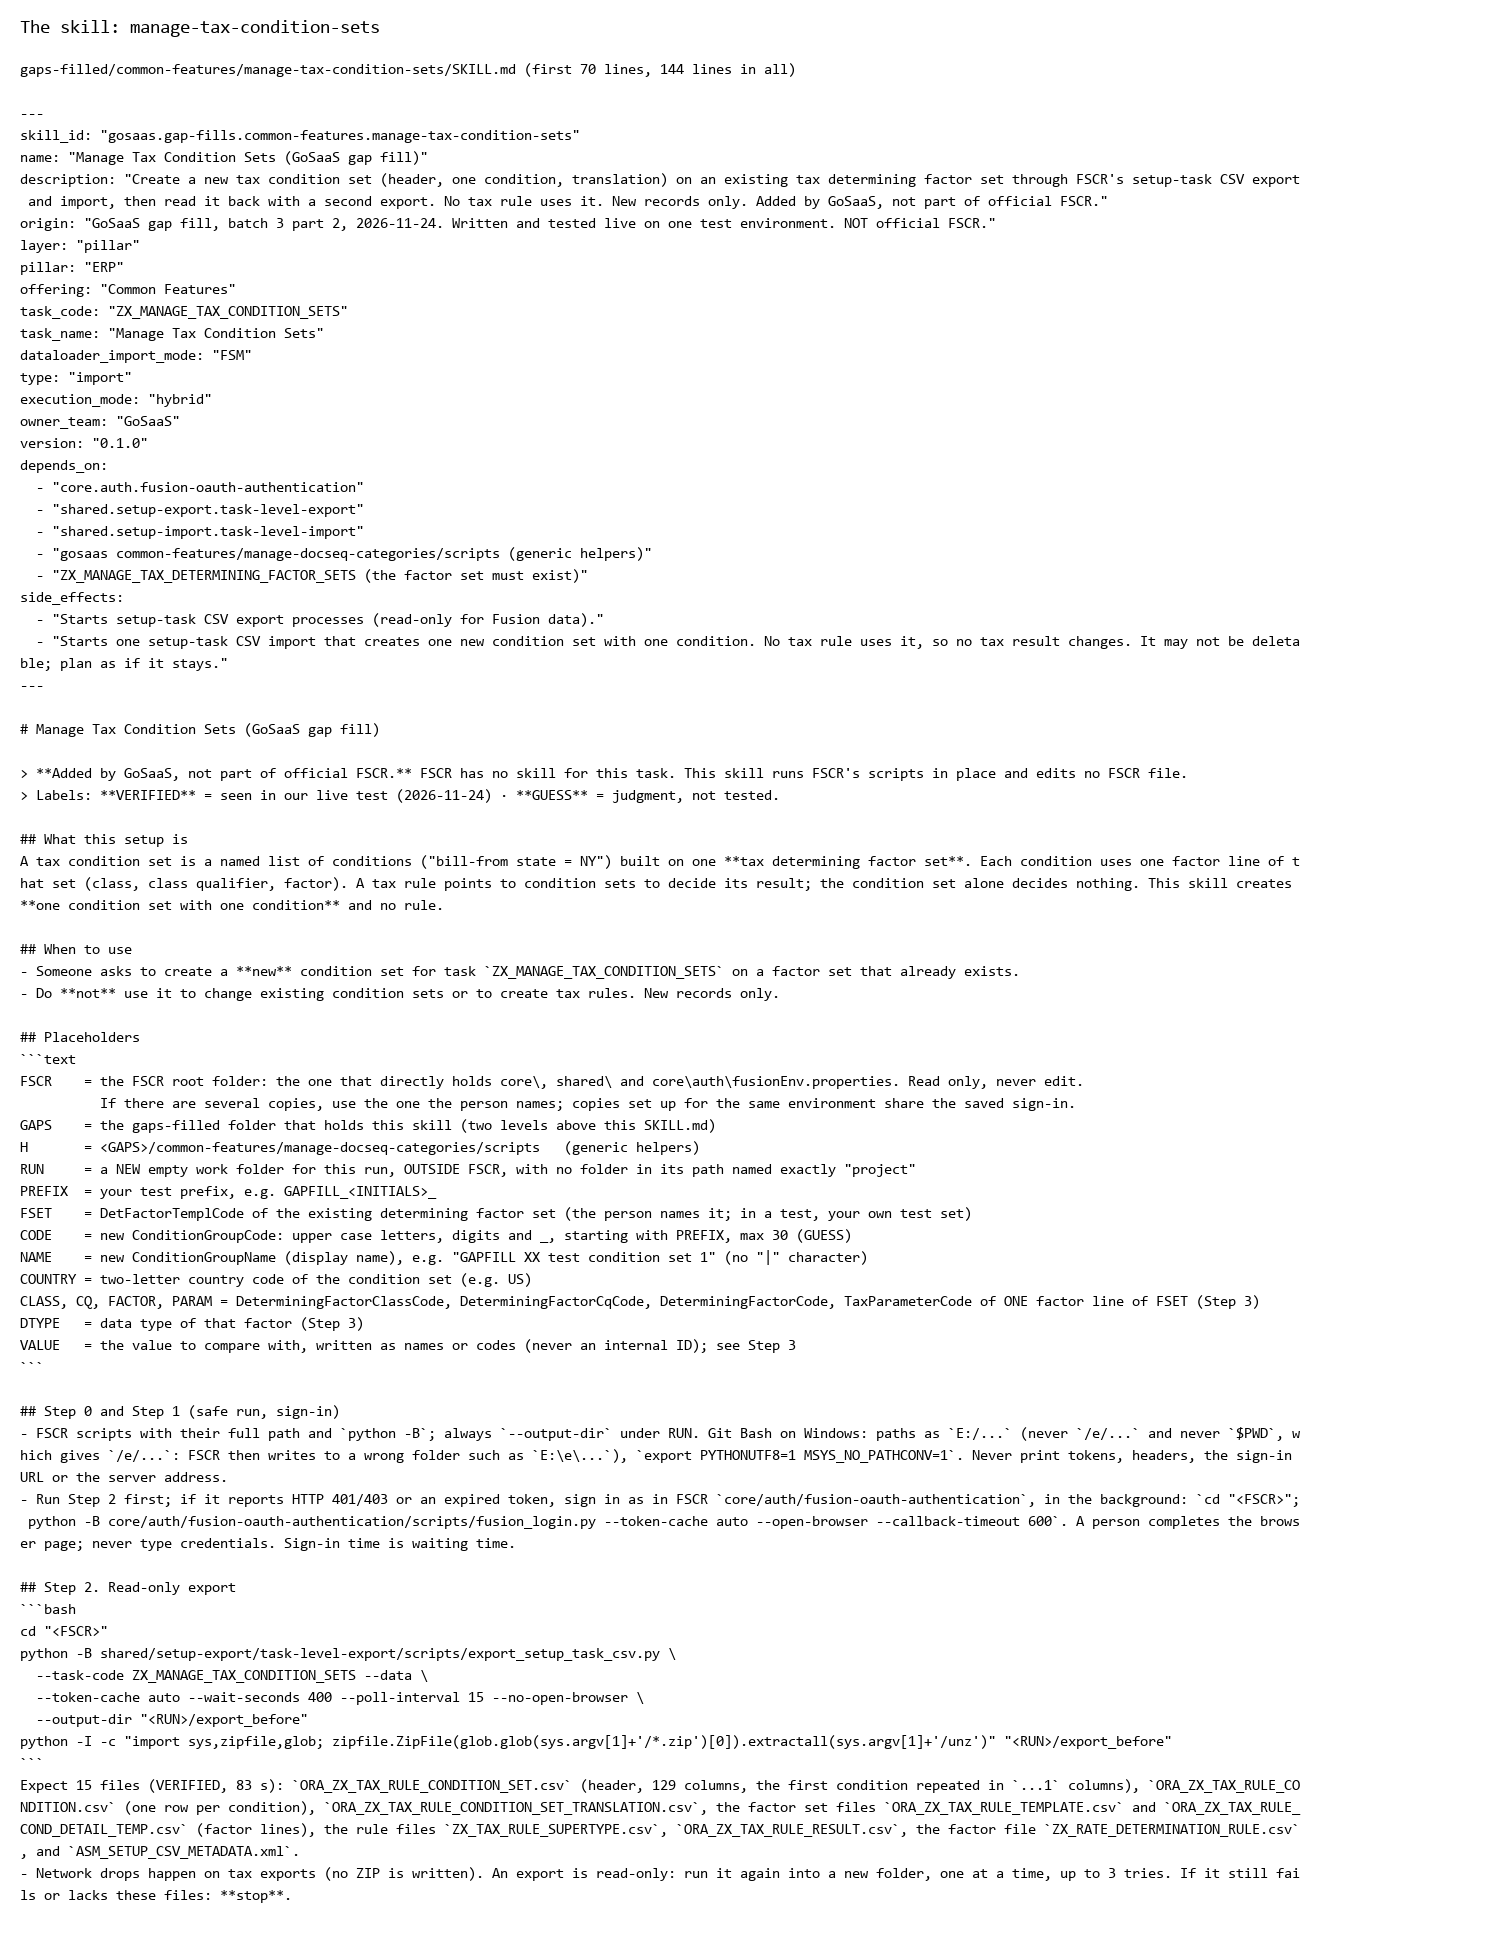 The skill: manage-tax-condition-sets
gaps-filled/common-features/manage-tax-condition-sets/SKILL.md (first 70 lines, 144 lines in all)
---
skill_id: "gosaas.gap-fills.common-features.manage-tax-condition-sets"
name: "Manage Tax Condition Sets (GoSaaS gap fill)"
description: "Create a new tax condition set (header, one condition, translation) on an existing tax determining factor set through FSCR's setup-task CSV export
 and import, then read it back with a second export. No tax rule uses it. New records only. Added by GoSaaS, not part of official FSCR."
origin: "GoSaaS gap fill, batch 3 part 2, 2026-11-24. Written and tested live on one test environment. NOT official FSCR."
layer: "pillar"
pillar: "ERP"
offering: "Common Features"
task_code: "ZX_MANAGE_TAX_CONDITION_SETS"
task_name: "Manage Tax Condition Sets"
dataloader_import_mode: "FSM"
type: "import"
execution_mode: "hybrid"
owner_team: "GoSaaS"
version: "0.1.0"
depends_on:
  - "core.auth.fusion-oauth-authentication"
  - "shared.setup-export.task-level-export"
  - "shared.setup-import.task-level-import"
  - "gosaas common-features/manage-docseq-categories/scripts (generic helpers)"
  - "ZX_MANAGE_TAX_DETERMINING_FACTOR_SETS (the factor set must exist)"
side_effects:
  - "Starts setup-task CSV export processes (read-only for Fusion data)."
  - "Starts one setup-task CSV import that creates one new condition set with one condition. No tax rule uses it, so no tax result changes. It may not be deleta
ble; plan as if it stays."
---
# Manage Tax Condition Sets (GoSaaS gap fill)
> **Added by GoSaaS, not part of official FSCR.** FSCR has no skill for this task. This skill runs FSCR's scripts in place and edits no FSCR file.
> Labels: **VERIFIED** = seen in our live test (2026-11-24) · **GUESS** = judgment, not tested.
## What this setup is
A tax condition set is a named list of conditions ("bill-from state = NY") built on one **tax determining factor set**. Each condition uses one factor line of t
hat set (class, class qualifier, factor). A tax rule points to condition sets to decide its result; the condition set alone decides nothing. This skill creates
**one condition set with one condition** and no rule.
## When to use
- Someone asks to create a **new** condition set for task `ZX_MANAGE_TAX_CONDITION_SETS` on a factor set that already exists.
- Do **not** use it to change existing condition sets or to create tax rules. New records only.
## Placeholders
```text
FSCR    = the FSCR root folder: the one that directly holds core\, shared\ and core\auth\fusionEnv.properties. Read only, never edit.
          If there are several copies, use the one the person names; copies set up for the same environment share the saved sign-in.
GAPS    = the gaps-filled folder that holds this skill (two levels above this SKILL.md)
H       = <GAPS>/common-features/manage-docseq-categories/scripts   (generic helpers)
RUN     = a NEW empty work folder for this run, OUTSIDE FSCR, with no folder in its path named exactly "project"
PREFIX  = your test prefix, e.g. GAPFILL_<INITIALS>_
FSET    = DetFactorTemplCode of the existing determining factor set (the person names it; in a test, your own test set)
CODE    = new ConditionGroupCode: upper case letters, digits and _, starting with PREFIX, max 30 (GUESS)
NAME    = new ConditionGroupName (display name), e.g. "GAPFILL XX test condition set 1" (no "|" character)
COUNTRY = two-letter country code of the condition set (e.g. US)
CLASS, CQ, FACTOR, PARAM = DeterminingFactorClassCode, DeterminingFactorCqCode, DeterminingFactorCode, TaxParameterCode of ONE factor line of FSET (Step 3)
DTYPE   = data type of that factor (Step 3)
VALUE   = the value to compare with, written as names or codes (never an internal ID); see Step 3
```
## Step 0 and Step 1 (safe run, sign-in)
- FSCR scripts with their full path and `python -B`; always `--output-dir` under RUN. Git Bash on Windows: paths as `E:/...` (never `/e/...` and never `$PWD`, w
hich gives `/e/...`: FSCR then writes to a wrong folder such as `E:\e\...`), `export PYTHONUTF8=1 MSYS_NO_PATHCONV=1`. Never print tokens, headers, the sign-in
URL or the server address.
- Run Step 2 first; if it reports HTTP 401/403 or an expired token, sign in as in FSCR `core/auth/fusion-oauth-authentication`, in the background: `cd "<FSCR>";
 python -B core/auth/fusion-oauth-authentication/scripts/fusion_login.py --token-cache auto --open-browser --callback-timeout 600`. A person completes the brows
er page; never type credentials. Sign-in time is waiting time.
## Step 2. Read-only export
```bash
cd "<FSCR>"
python -B shared/setup-export/task-level-export/scripts/export_setup_task_csv.py \
  --task-code ZX_MANAGE_TAX_CONDITION_SETS --data \
  --token-cache auto --wait-seconds 400 --poll-interval 15 --no-open-browser \
  --output-dir "<RUN>/export_before"
python -I -c "import sys,zipfile,glob; zipfile.ZipFile(glob.glob(sys.argv[1]+'/*.zip')[0]).extractall(sys.argv[1]+'/unz')" "<RUN>/export_before"
```
Expect 15 files (VERIFIED, 83 s): `ORA_ZX_TAX_RULE_CONDITION_SET.csv` (header, 129 columns, the first condition repeated in `...1` columns), `ORA_ZX_TAX_RULE_CO
NDITION.csv` (one row per condition), `ORA_ZX_TAX_RULE_CONDITION_SET_TRANSLATION.csv`, the factor set files `ORA_ZX_TAX_RULE_TEMPLATE.csv` and `ORA_ZX_TAX_RULE_
COND_DETAIL_TEMP.csv` (factor lines), the rule files `ZX_TAX_RULE_SUPERTYPE.csv`, `ORA_ZX_TAX_RULE_RESULT.csv`, the factor file `ZX_RATE_DETERMINATION_RULE.csv`
, and `ASM_SETUP_CSV_METADATA.xml`.
- Network drops happen on tax exports (no ZIP is written). An export is read-only: run it again into a new folder, one at a time, up to 3 tries. If it still fai
ls or lacks these files: **stop**.